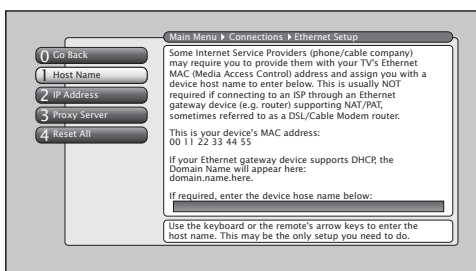 Main Menu ▸ Connections ▸ Ethernet Setup
0 Go Back
1 Host Name
2 IP Address
3 Proxy Server
4 Reset All
Some Internet Service Providers (phone/cable company)
may require you to provide them with your TV's Ethernet
MAC (Media Access Control) address and assign you with a
device host name to enter below. This is usually NOT
required if connecting to an ISP through an Ethernet
gateway device (e.g. router) supporting NAT/PAT,
sometimes referred to as a DSL/Cable Modem router.
This is your device's MAC address:
00 11 22 33 44 55
If your Ethernet gateway device supports DHCP, the
Domain Name will appear here:
domain.name.here.
If required, enter the device hose name below:
Use the keyboard or the remote's arrow keys to enter the
host name. This may be the only setup you need to do.